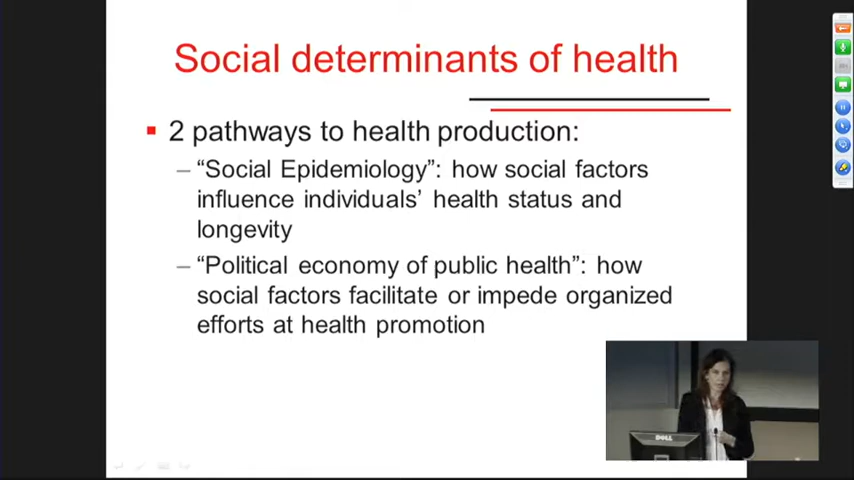 Social determinants of health
2 pathways to health production:
– “Social Epidemiology”: how social factors
influence individuals’ health status and
longevity
– “Political economy of public health”: how
social factors facilitate or impede organized
efforts at health promotion
DELL